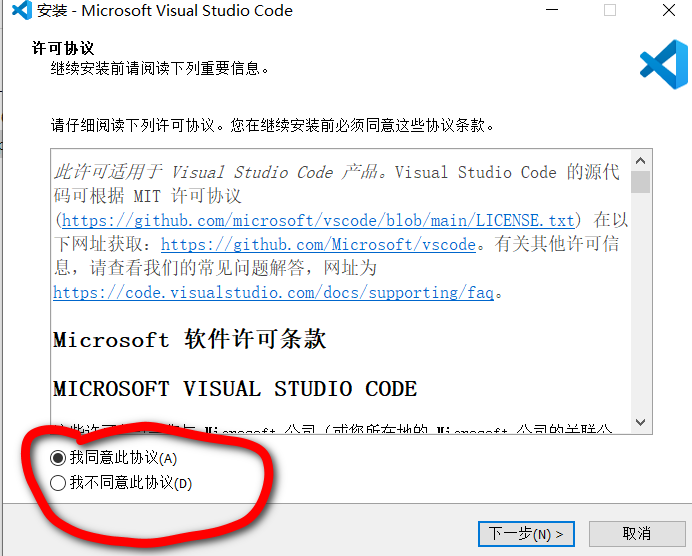 安装 - Microsoft Visual Studio Code
许可协议
继续安装前请阅读下列重要信息。
请仔细阅读下列许可协议。您在继续安装前必须同意这些协议条款。
此许可适用于 Visual Studio Code 产品。Visual Studio Code 的源代
码可根据 MIT 许可协议
(https://github.com/microsoft/vscode/blob/main/LICENSE.txt) 在以
下网址获取：https://github.com/Microsoft/vscode。有关其他许可信
息，请查看我们的常见问题解答，网址为
https://code.visualstudio.com/docs/supporting/faq。
Microsoft 软件许可条款
MICROSOFT VISUAL STUDIO CODE
Microsoft 公司（或您所在地的 Microsoft 公司的关联公
我同意此协议(A)
我不同意此协议(D)
下一步(N) >
取消